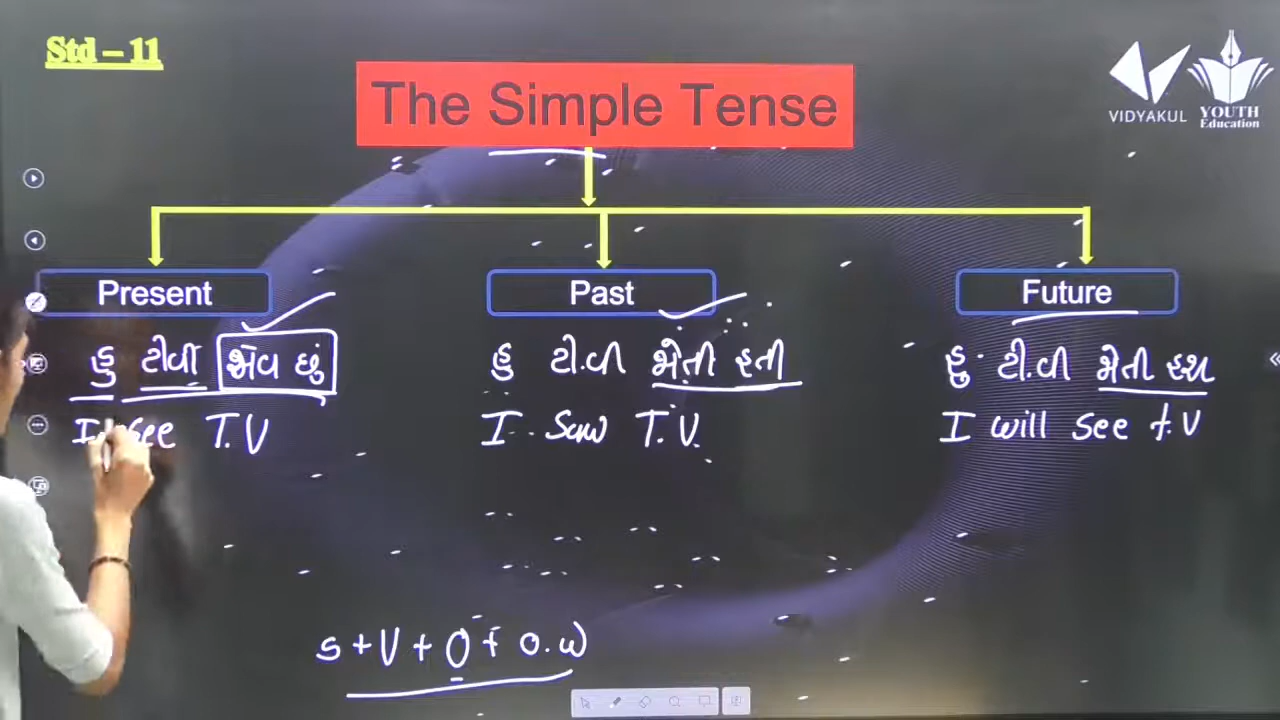 Std – 11
The Simple Tense
VIDYAKUL
YOUTH
Education
Present
Past
Future
હુ ટીવી જોવ છું
હુ ટી.વી જોતી હતી
હુ ટી.વી જોતી હશ
I see T.V
I saw T.V.
I will see t.V
S + V + O + O.W